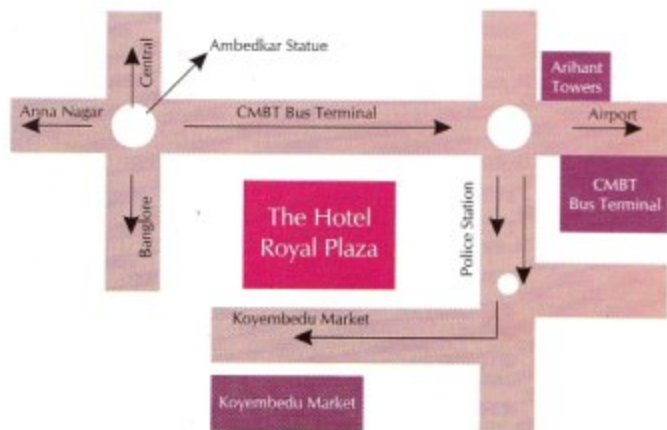 Central
Ambedkar Statue
Arihant
Towers
Anna Nagar
CMBT Bus Terminal
Airport
Banglore
The Hotel
Royal Plaza
Police Station
CMBT
Bus Terminal
Koyembedu Market
Koyembedu Market